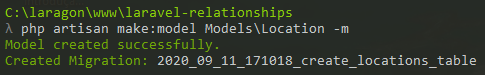 C:\laragon\www\laravel-relationships
λ php artisan make:model Models\Location -m
Model created successfully.
Created Migration: 2020_09_11_171018_create_locations_table